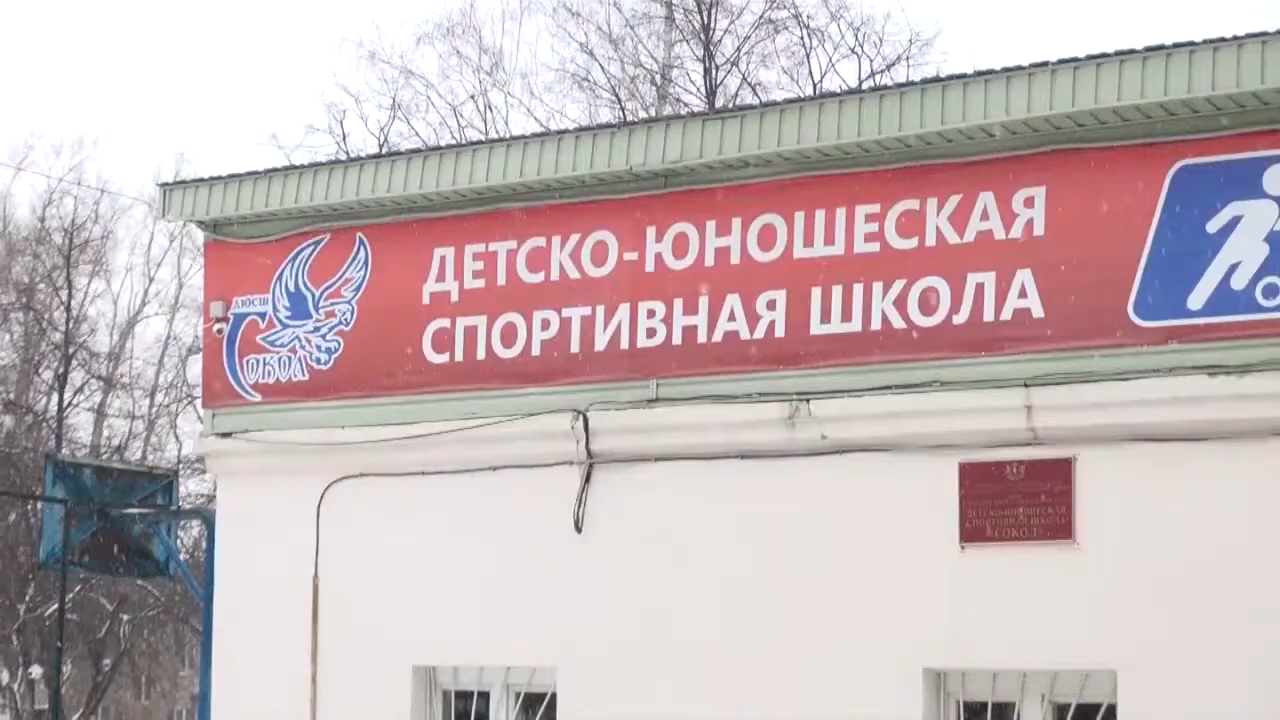 ДЮСШ
СОКОЛ
ДЕТСКО-ЮНОШЕСКАЯ
СПОРТИВНАЯ ШКОЛА
ДЕТСКО-ЮНОШЕСКАЯ
СПОРТИВНАЯ ШКОЛА
"СОКОЛ"